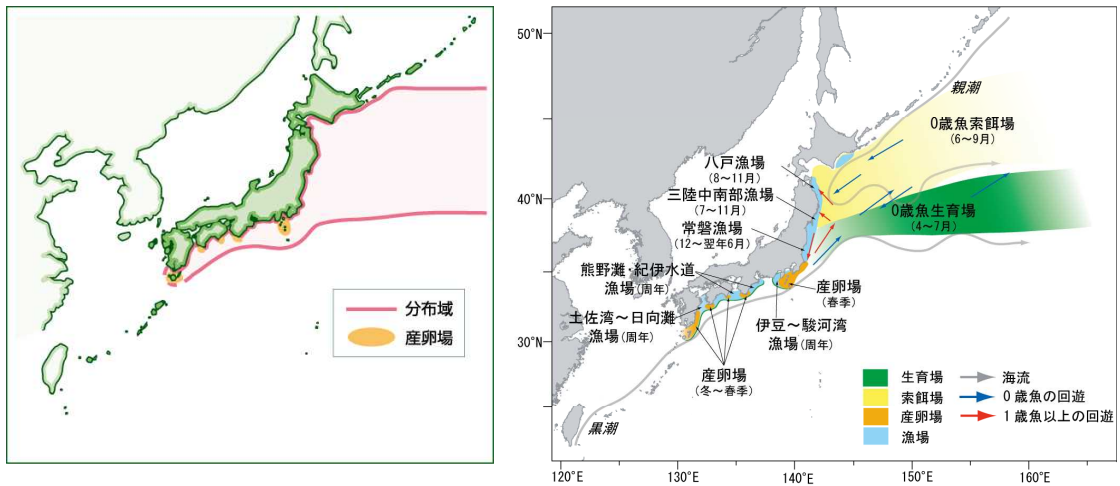 分布域
産卵場
50°N
40°N
30°N
120°E
130°E
140°E
150°E
160°E
親潮
0歳魚索餌場
(6～9月)
八戸漁場
(8～11月)
三陸中南部漁場
(7～11月)
常磐漁場
(12～翌年6月)
0歳魚生育場
(4～7月)
熊野灘・紀伊水道
漁場(周年)
産卵場
(春季)
土佐湾～日向灘
漁場(周年)
伊豆～駿河湾
漁場(周年)
産卵場
(冬～春季)
黒潮
生育場
索餌場
産卵場
漁場
海流
0歳魚の回遊
1歳魚以上の回遊